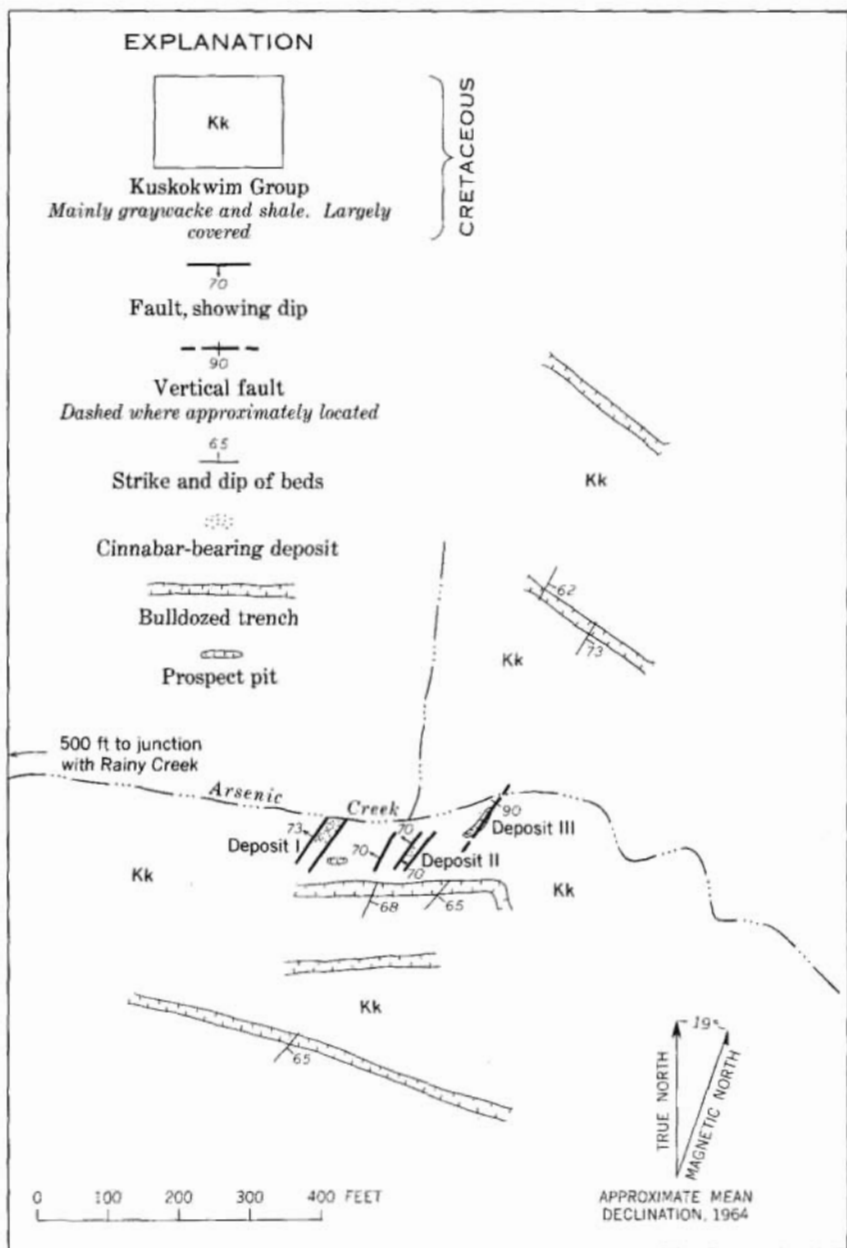 EXPLANATION
Kk
CRETACEOUS
Kuskokwim Group
Mainly graywacke and shale. Largely
covered
70
Fault, showing dip
90
Vertical fault
Dashed where approximately located
65
Strike and dip of beds
Cinnabar-bearing deposit
Bulldozed trench
Prospect pit
Kk
62
73
Kk
500 ft to junction
with Rainy Creek
Arsenic Creek
73
Deposit I
70
70
70
Deposit II
90
Deposit III
Kk
68
65
Kk
Kk
65
19°
TRUE NORTH
MAGNETIC NORTH
APPROXIMATE MEAN
DECLINATION, 1964
0 100 200 300 400 FEET